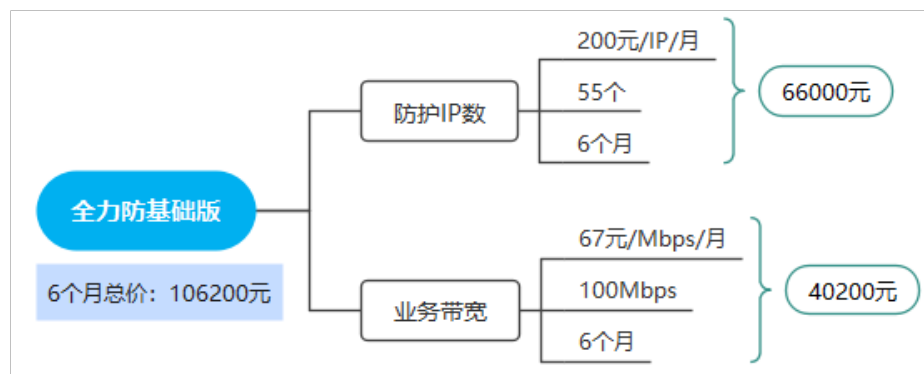 全力防基础版
6个月总价：106200元
防护IP数
200元/IP/月
55个
6个月
66000元
业务带宽
67元/Mbps/月
100Mbps
6个月
40200元